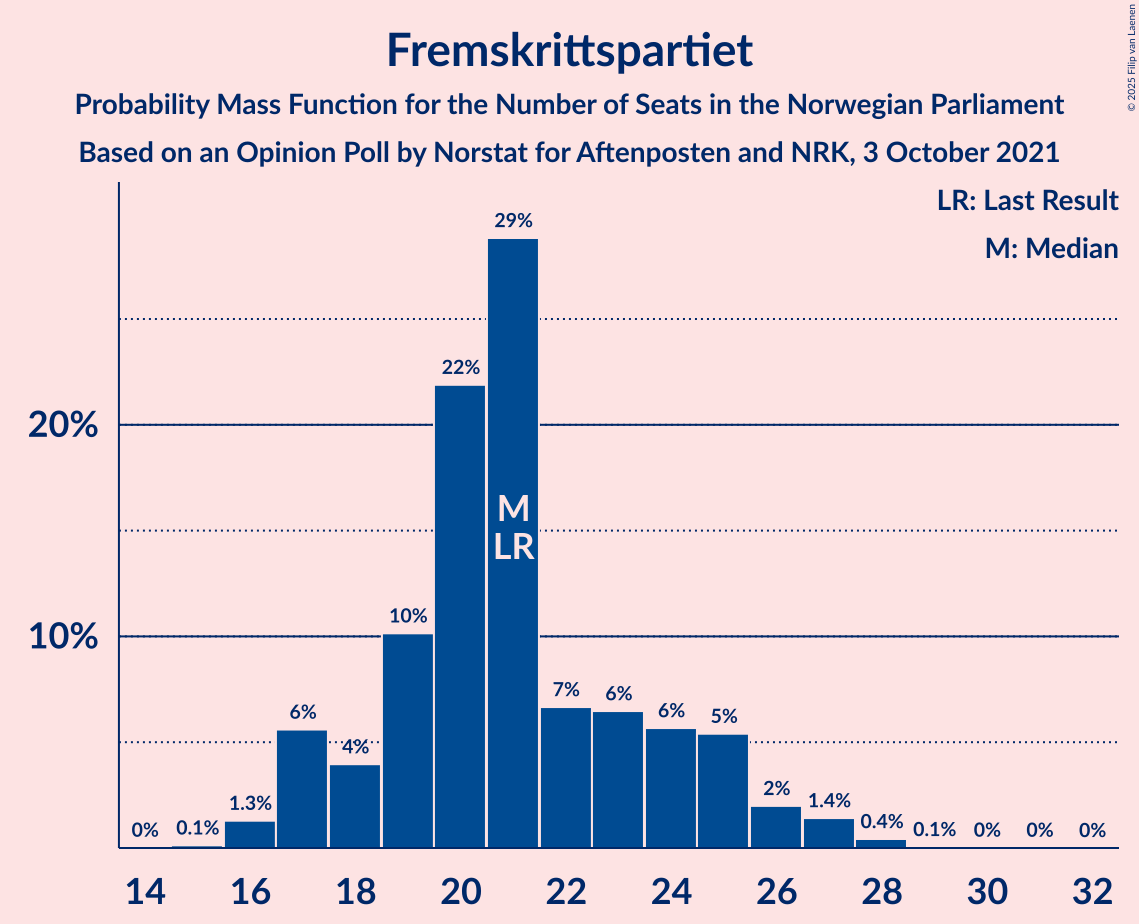 Fremskrittspartiet
Probability Mass Function for the Number of Seats in the Norwegian Parliament
Based on an Opinion Poll by Norstat for Aftenposten and NRK, 3 October 2021
© 2025 Filip van Laenen
LR: Last Result
M: Median
29%
22%
20%
M
LR
10%
10%
7%
6%
6%
5%
6%
4%
2%
1.4%
1.3%
0.4%
0.1%
0%
0.1%
0%
0%
0%
14 16 18 20 22 24 26 28 30 32